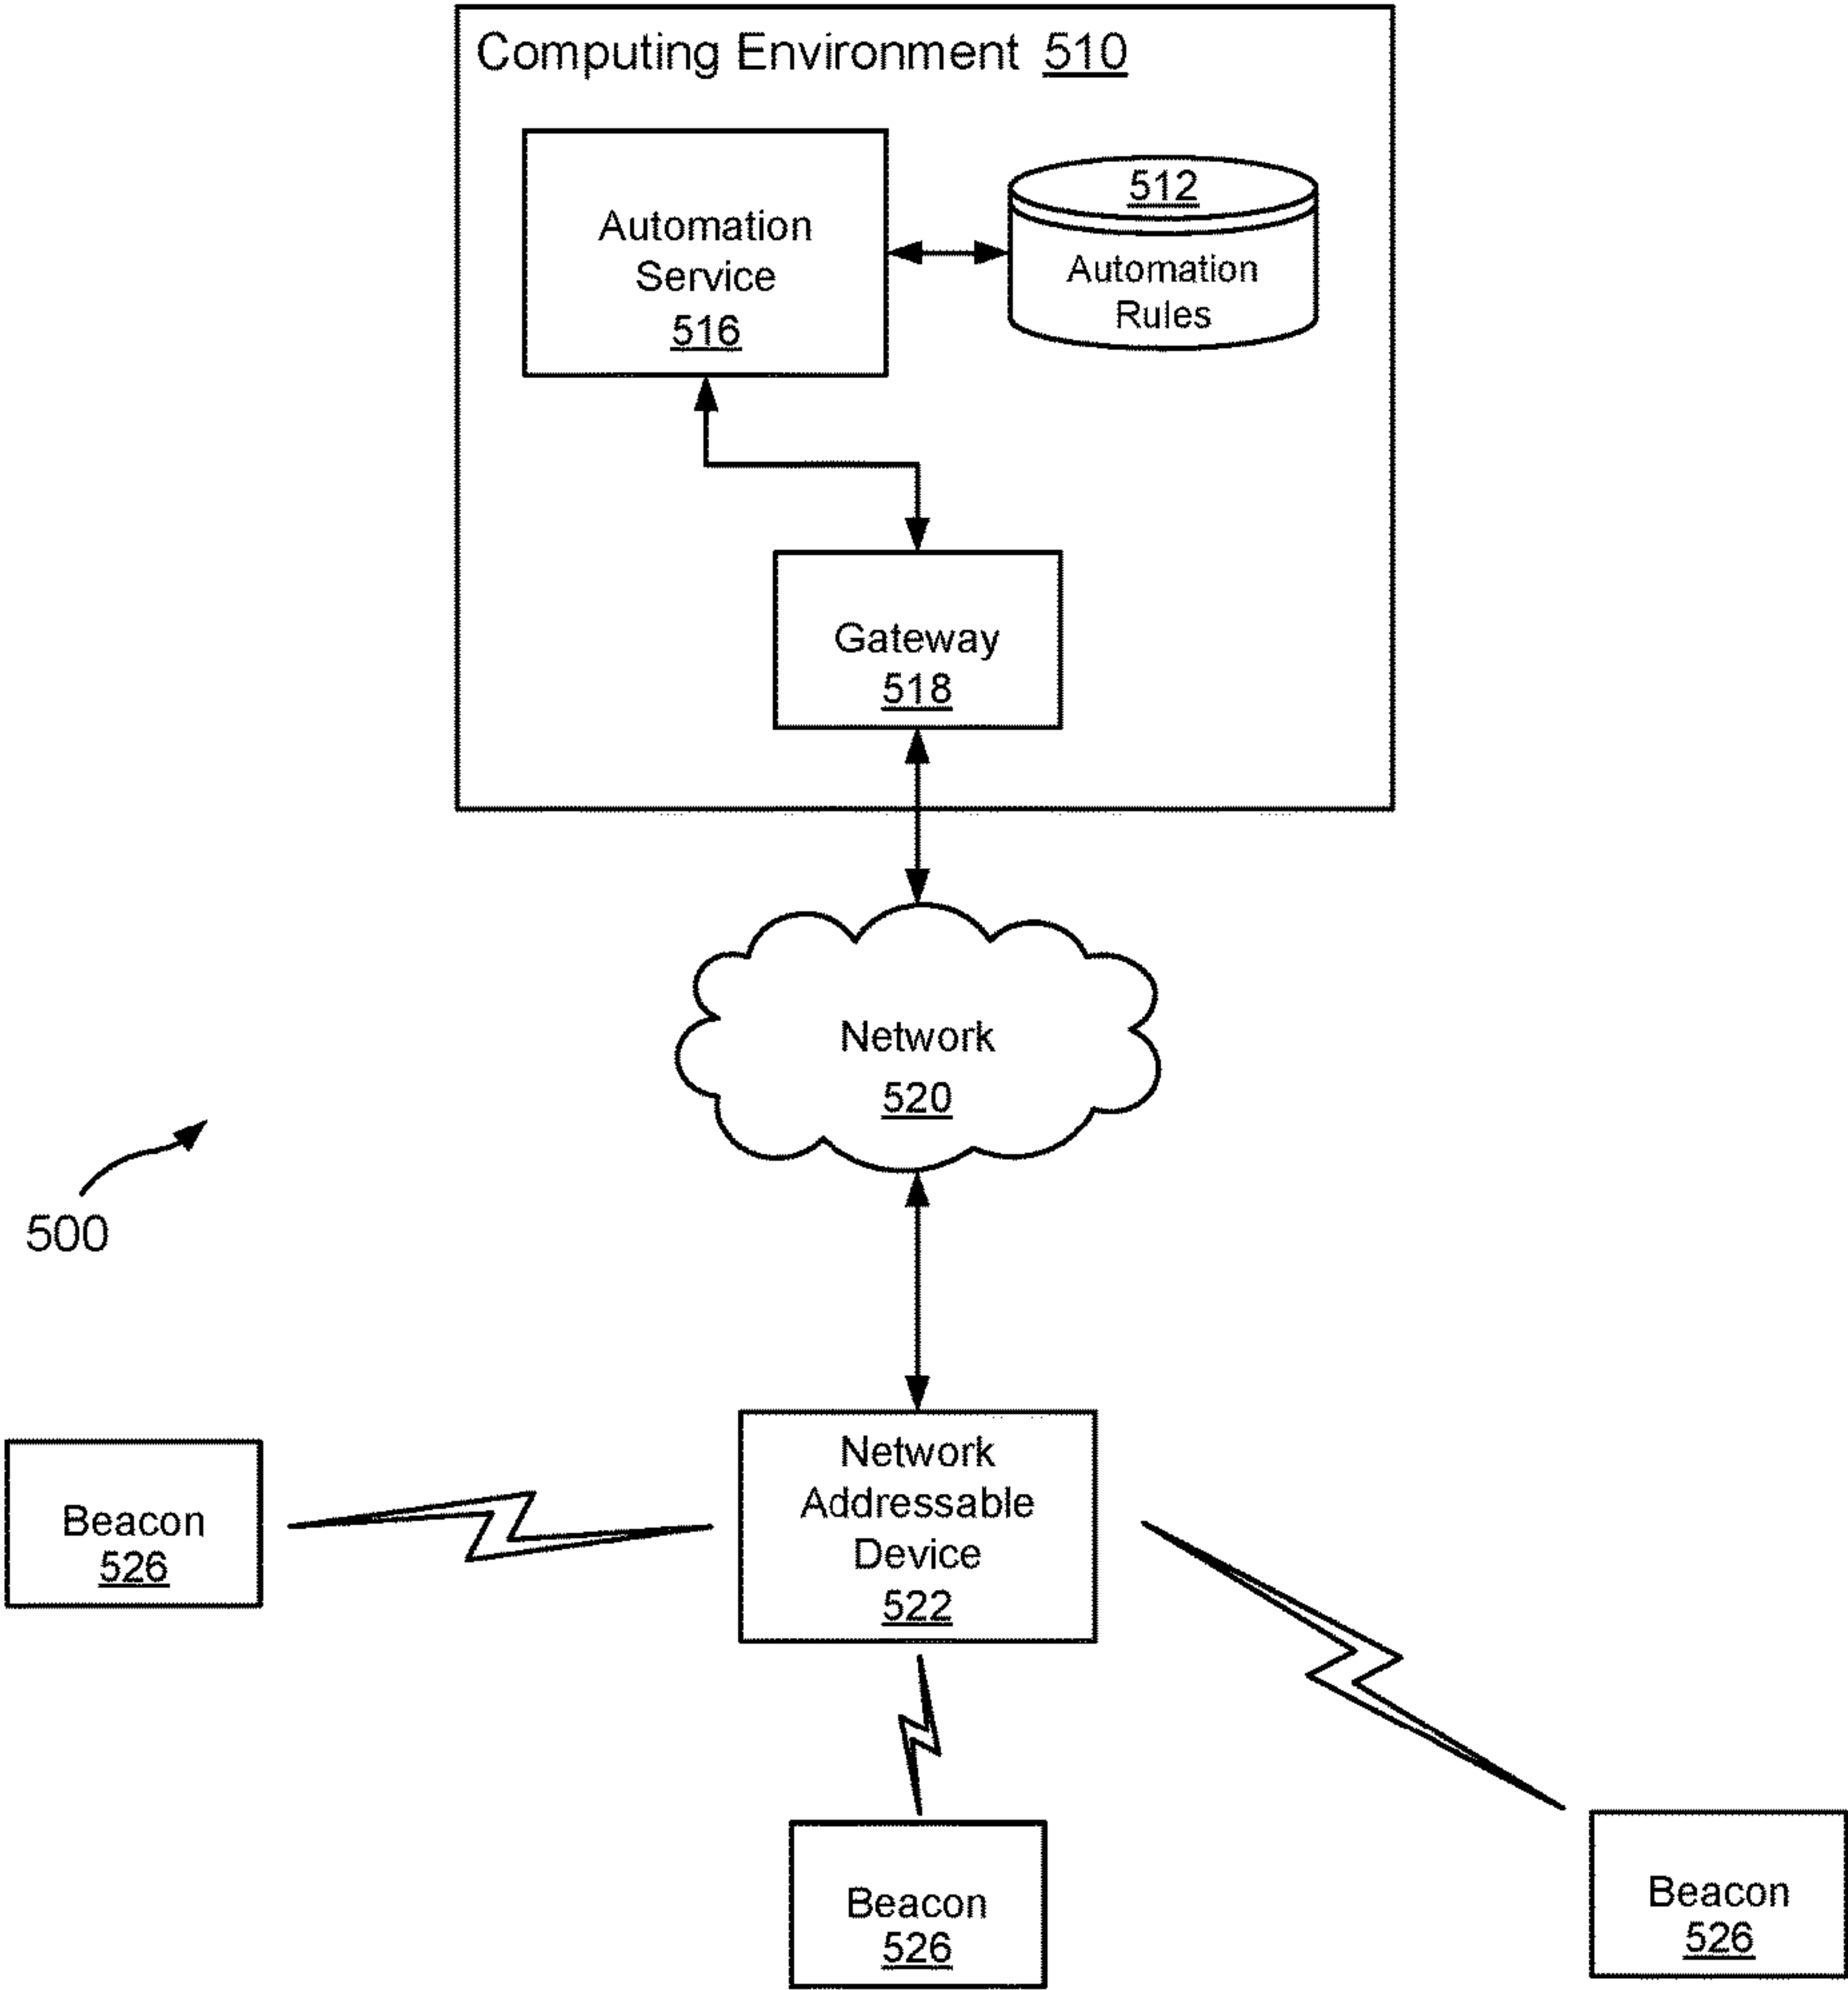 Computing Environment 510
Automation
Service
516
512
Automation
Rules
Gateway
518
Network
520
500
Network
Addressable
Device
522
Beacon
526
Beacon
526
Beacon
526